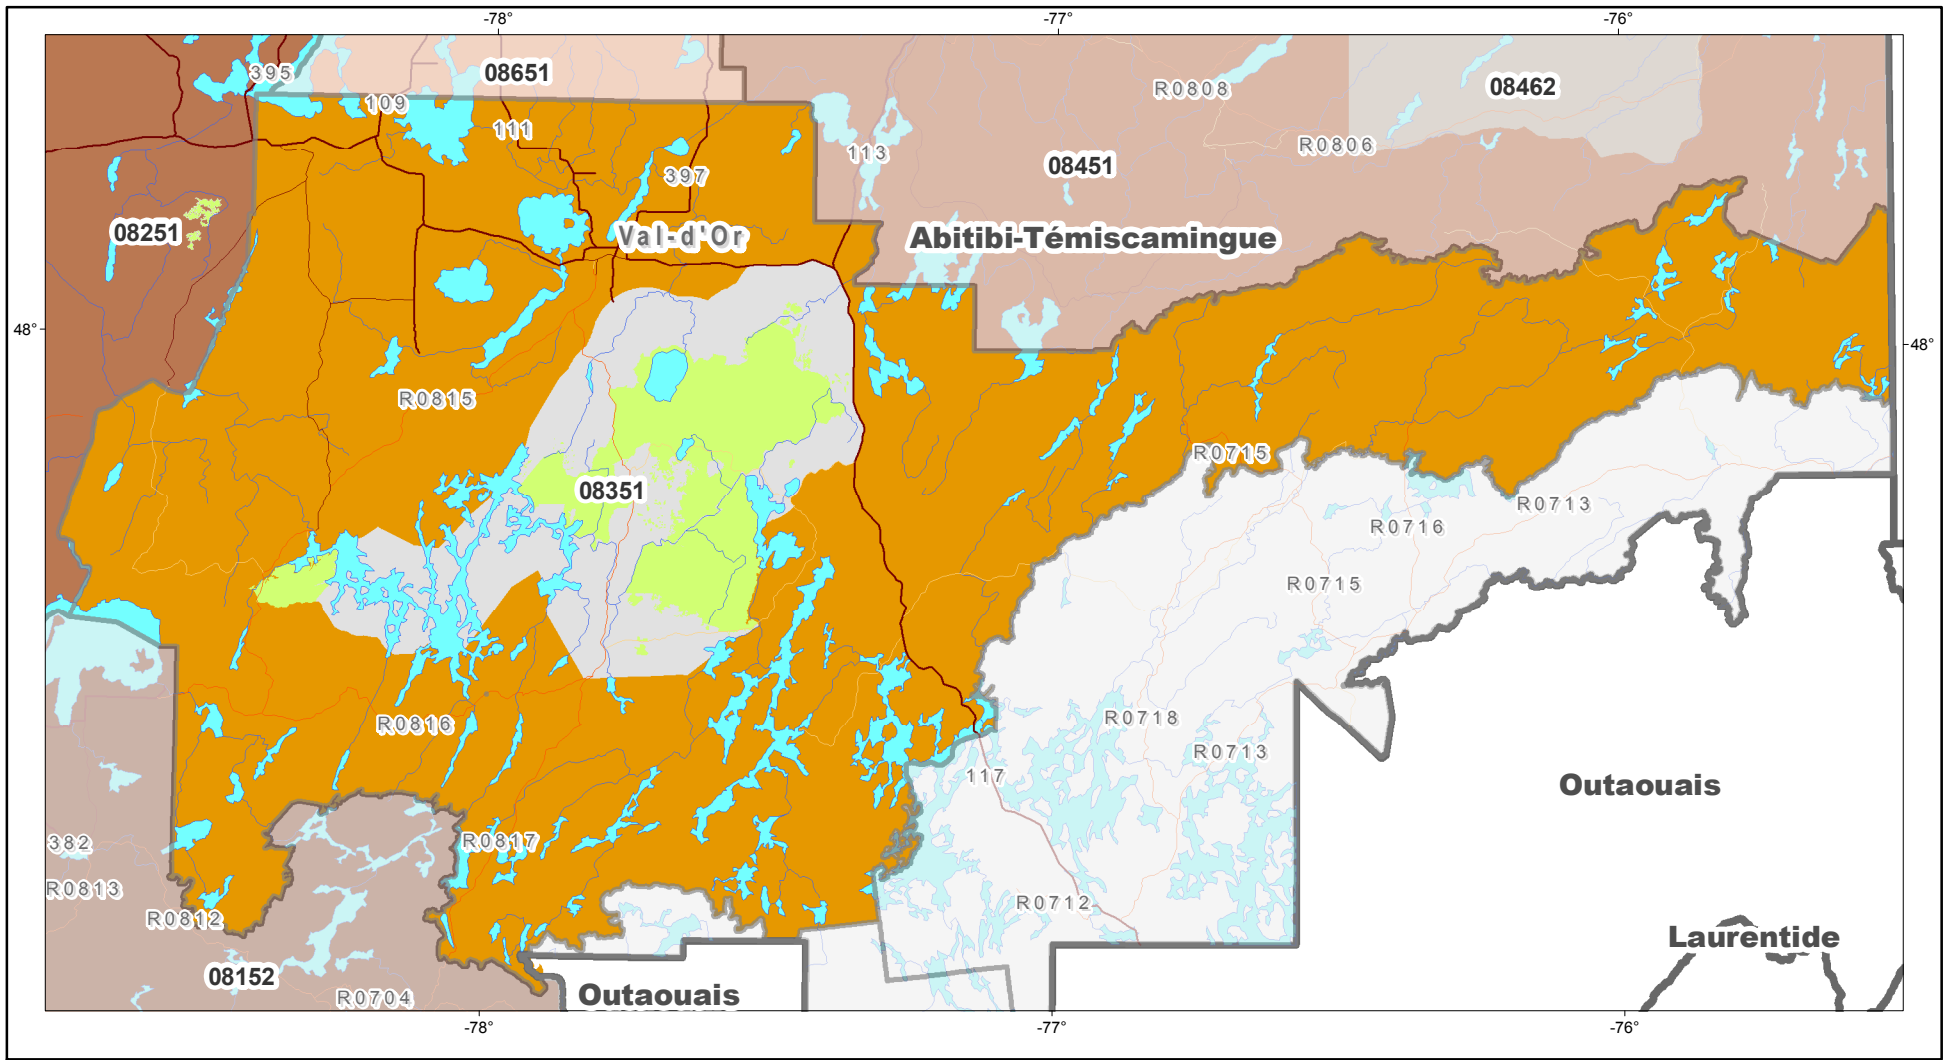 -78°
-77°
-76°
395
08651
R0808
08462
109
111
R0806
113
08451
397
08251
Val-d'Or
Abitibi-Témiscamingue
48°
48°
R0815
R0715
08351
R0713
R0716
R0715
R0816
R0718
R0713
117
Outaouais
382
R0817
R0813
R0712
R0812
Laurentide
08152
R0704
Outaouais
-78°
-77°
-76°